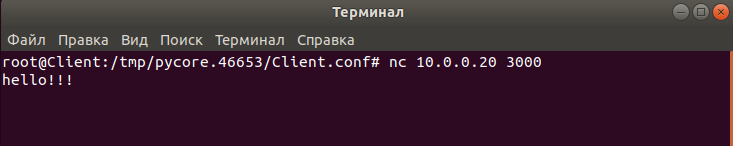 Терминал
Файл Правка Вид Поиск Терминал Справка
root@Client:/tmp/pycore.46653/Client.conf# nc 10.0.0.20 3000
hello!!!